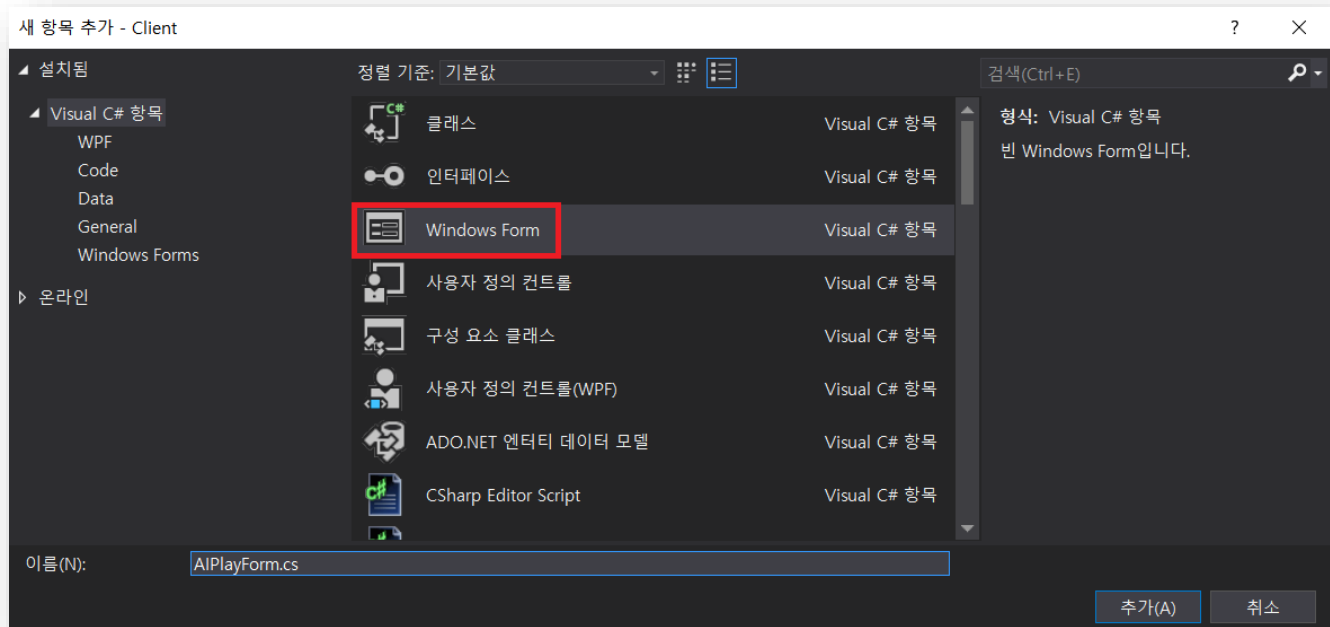 새 항목 추가 - Client
?
설치됨
Visual C# 항목
WPF
Code
Data
General
Windows Forms
온라인
정렬 기준: 기본값
C#
클래스 Visual C# 항목
인터페이스 Visual C# 항목
Windows Form Visual C# 항목
사용자 정의 컨트롤 Visual C# 항목
구성 요소 클래스 Visual C# 항목
사용자 정의 컨트롤(WPF) Visual C# 항목
ADO.NET 엔터티 데이터 모델 Visual C# 항목
C#
CSharp Editor Script Visual C# 항목
검색(Ctrl+E)
형식: Visual C# 항목
빈 Windows Form입니다.
이름(N): AIPlayForm.cs
추가(A) 취소